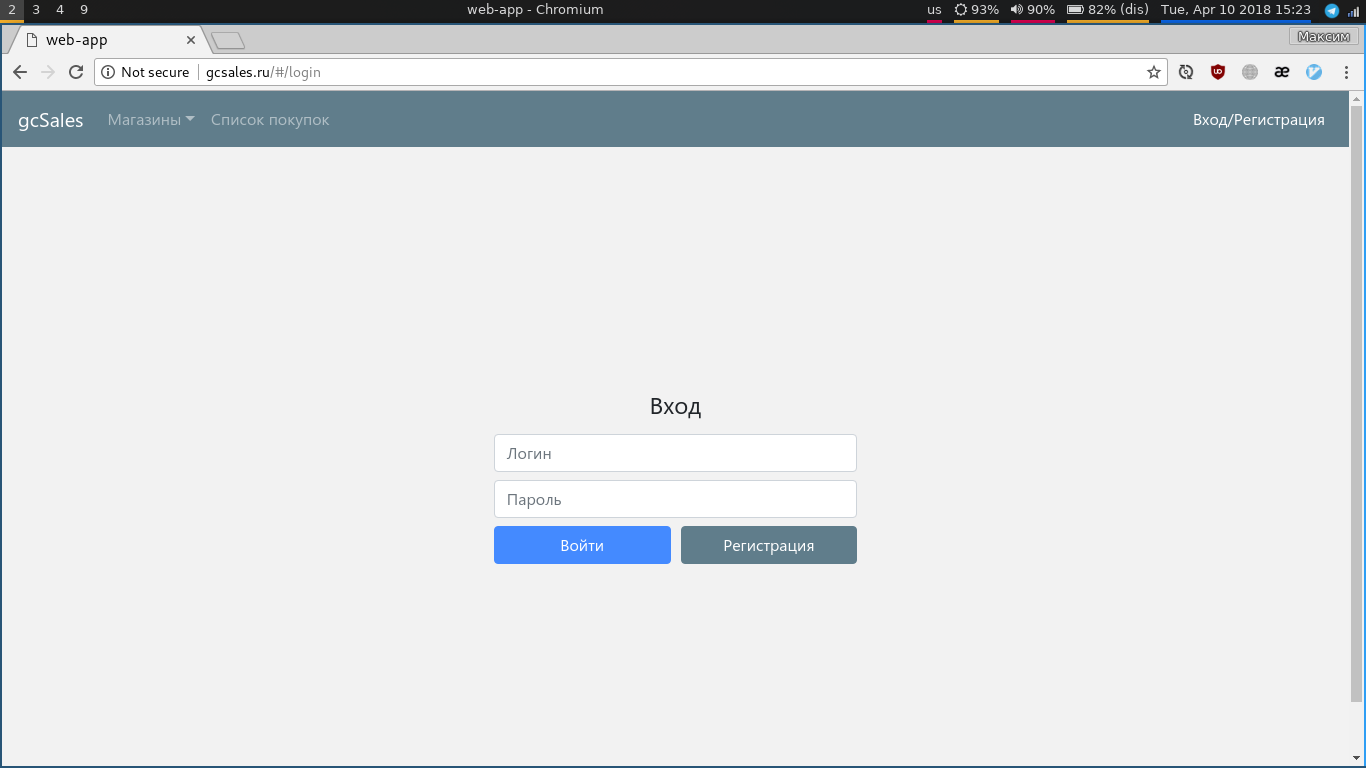 2 3 4 9 web-app - Chromium us 93% 90% 82% (dis) Tue, Apr 10 2018 15:23
web-app Максим
Not secure gcsales.ru/#/login
gcSales Магазины Список покупок Вход/Регистрация
Вход
Логин
Пароль
Войти Регистрация